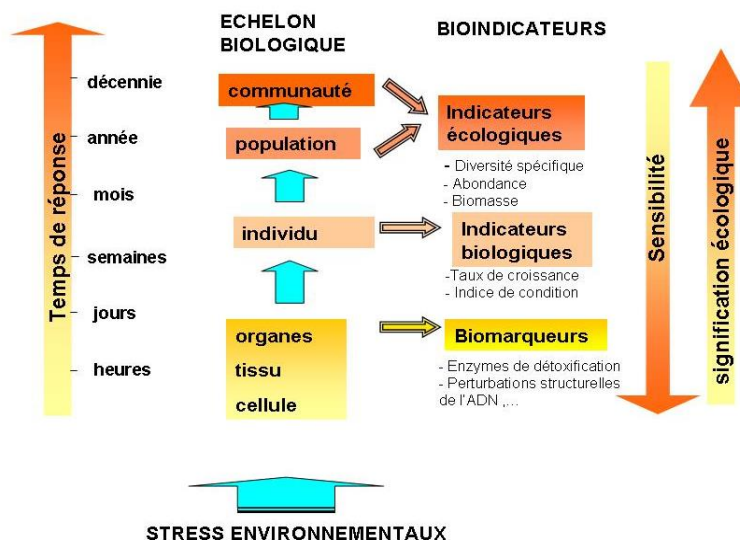 ECHELON
BIOLOGIQUE
BIOINDICATEURS
Temps de réponse
décennie
année
mois
semaines
jours
heures
communauté
population
individu
organes
tissu
cellule
Indicateurs
écologiques
- Diversité spécifique
- Abondance
- Biomasse
Indicateurs
biologiques
-Taux de croissance
- Indice de condition
Biomarqueurs
- Enzymes de détoxification
- Perturbations structurelles
de l'ADN ,...
Sensibilité
signification écologique
STRESS ENVIRONNEMENTAUX